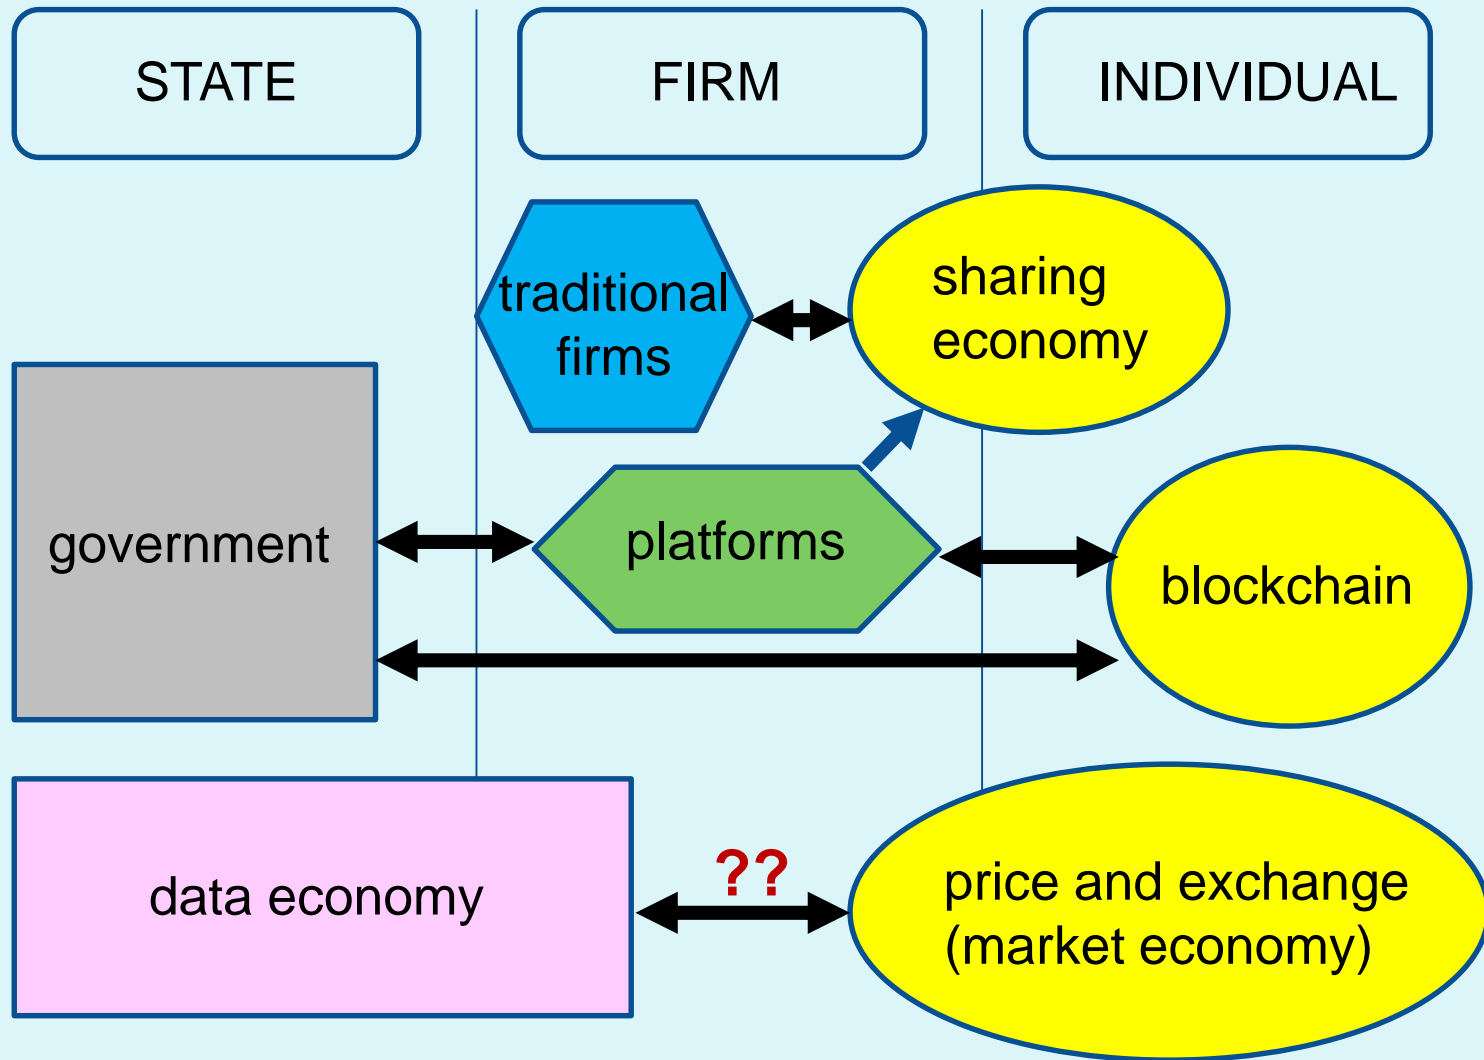 STATE
FIRM
INDIVIDUAL
traditional
firms
sharing
economy
government
platforms
blockchain
data economy
??
price and exchange
(market economy)